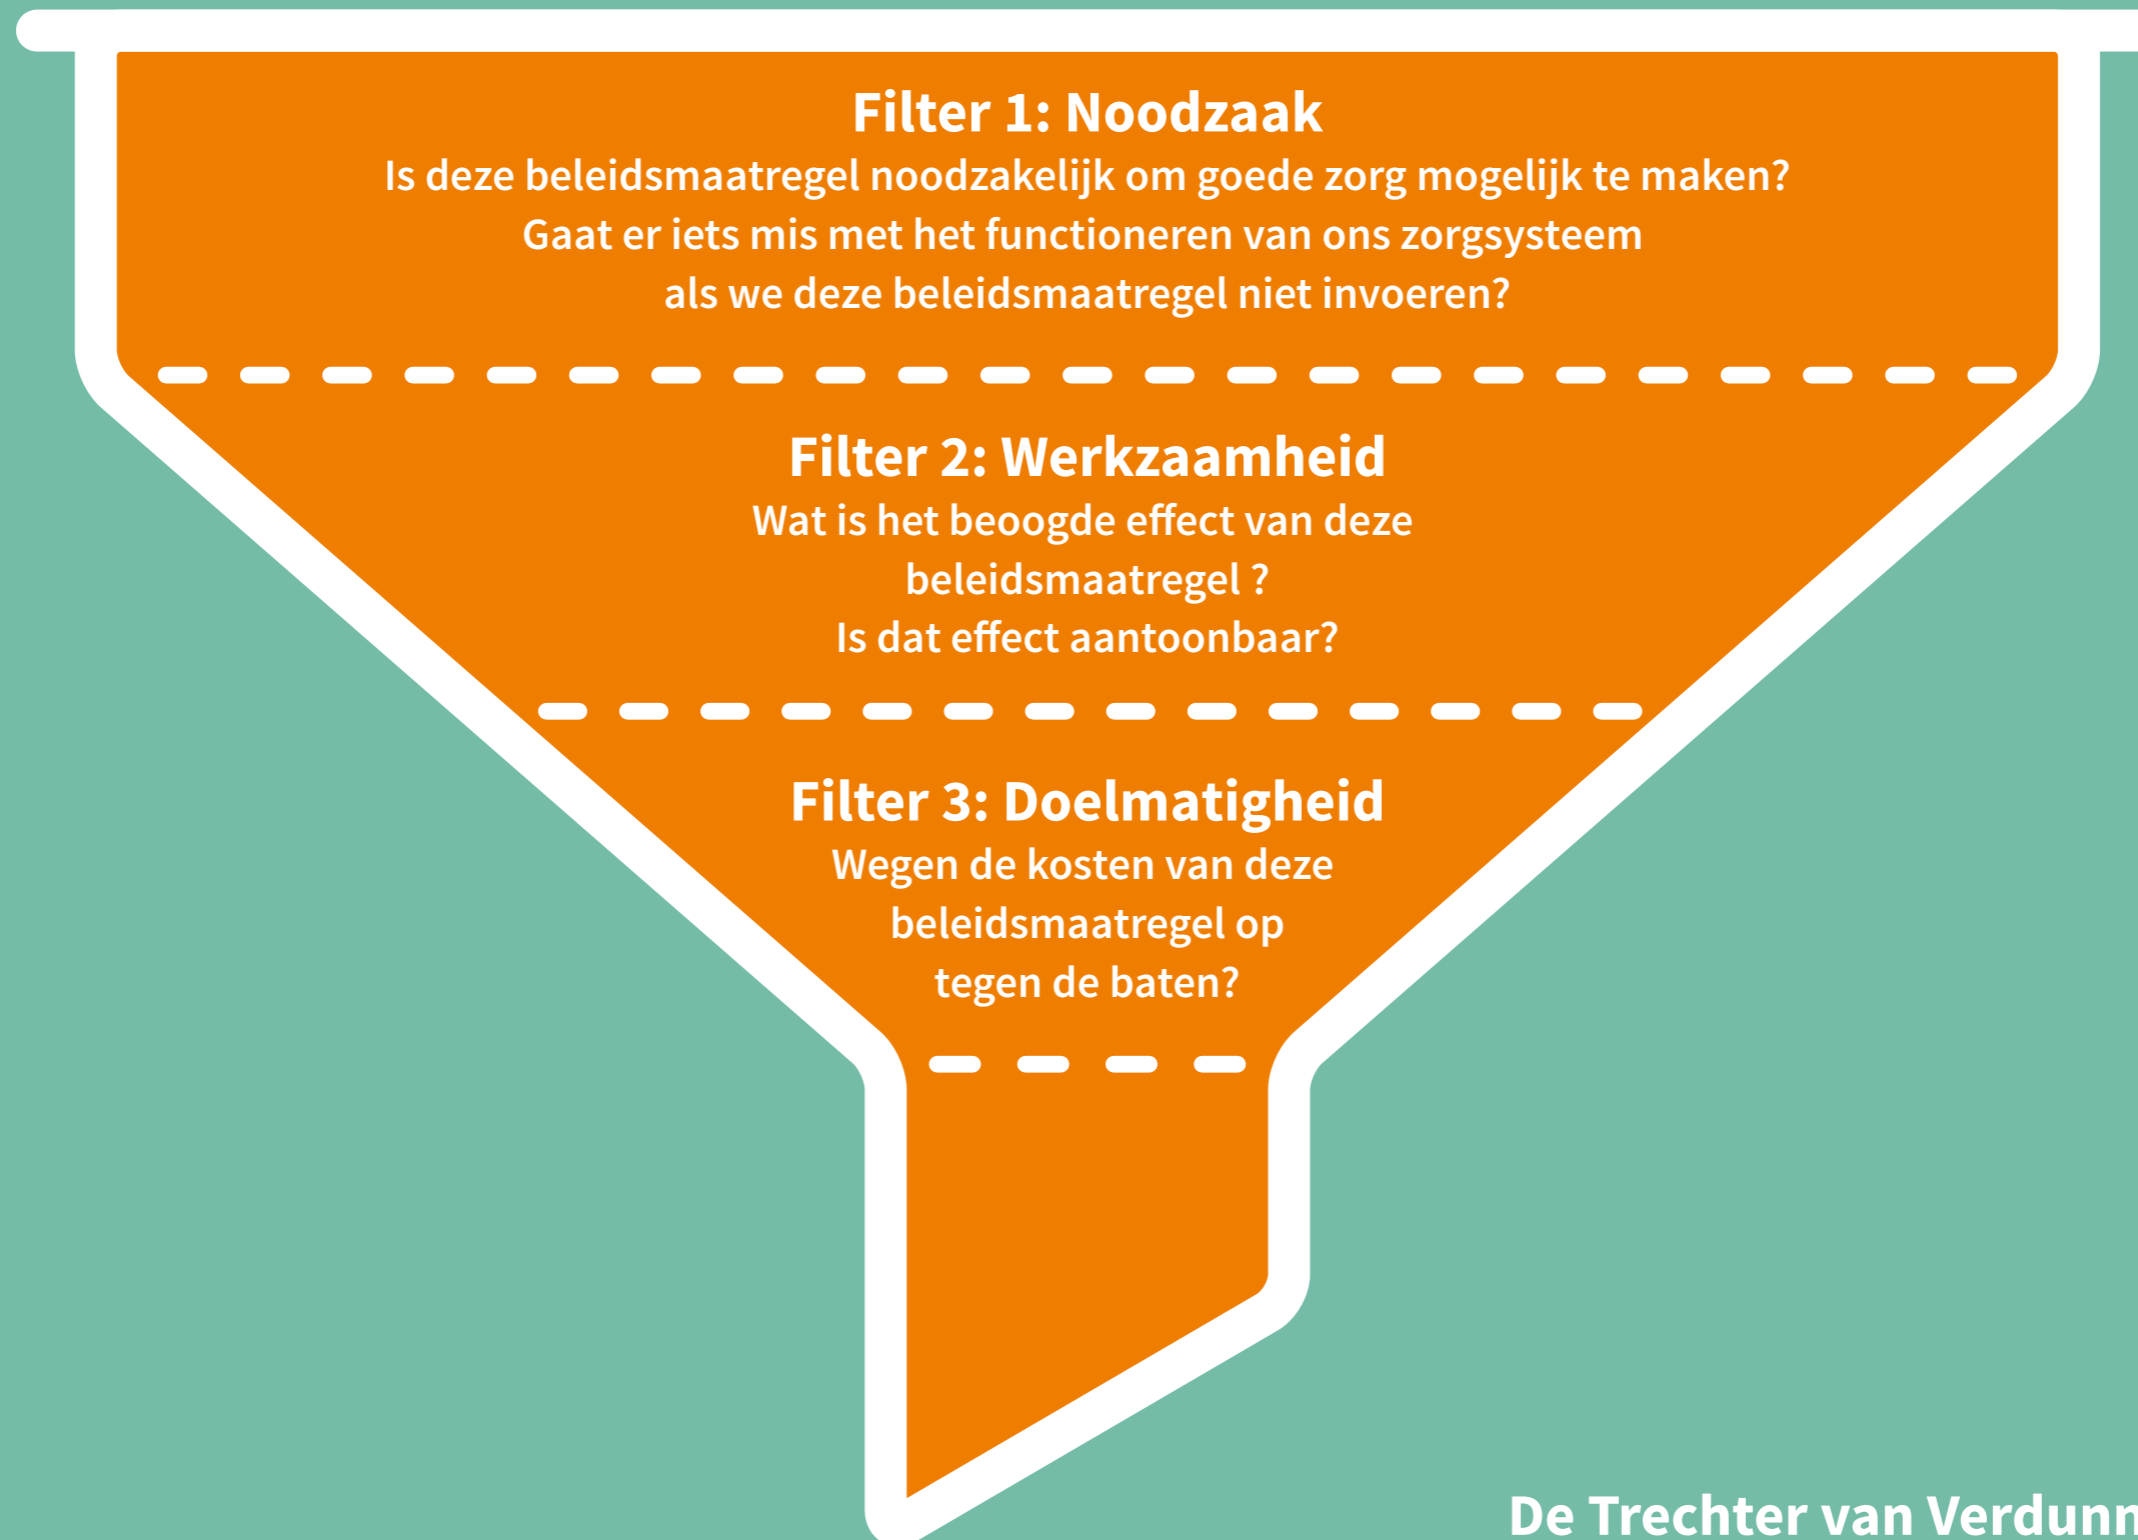 Filter 1: Noodzaak
Is deze beleidsmaatregel noodzakelijk om goede zorg mogelijk te maken?
Gaat er iets mis met het functioneren van ons zorgsysteem
als we deze beleidsmaatregel niet invoeren?
Filter 2: Werkzaamheid
Wat is het beoogde effect van deze
beleidsmaatregel ?
Is dat effect aantoonbaar?
Filter 3: Doelmatigheid
Wegen de kosten van deze
beleidsmaatregel op
tegen de baten?
De Trechter van Verdunn